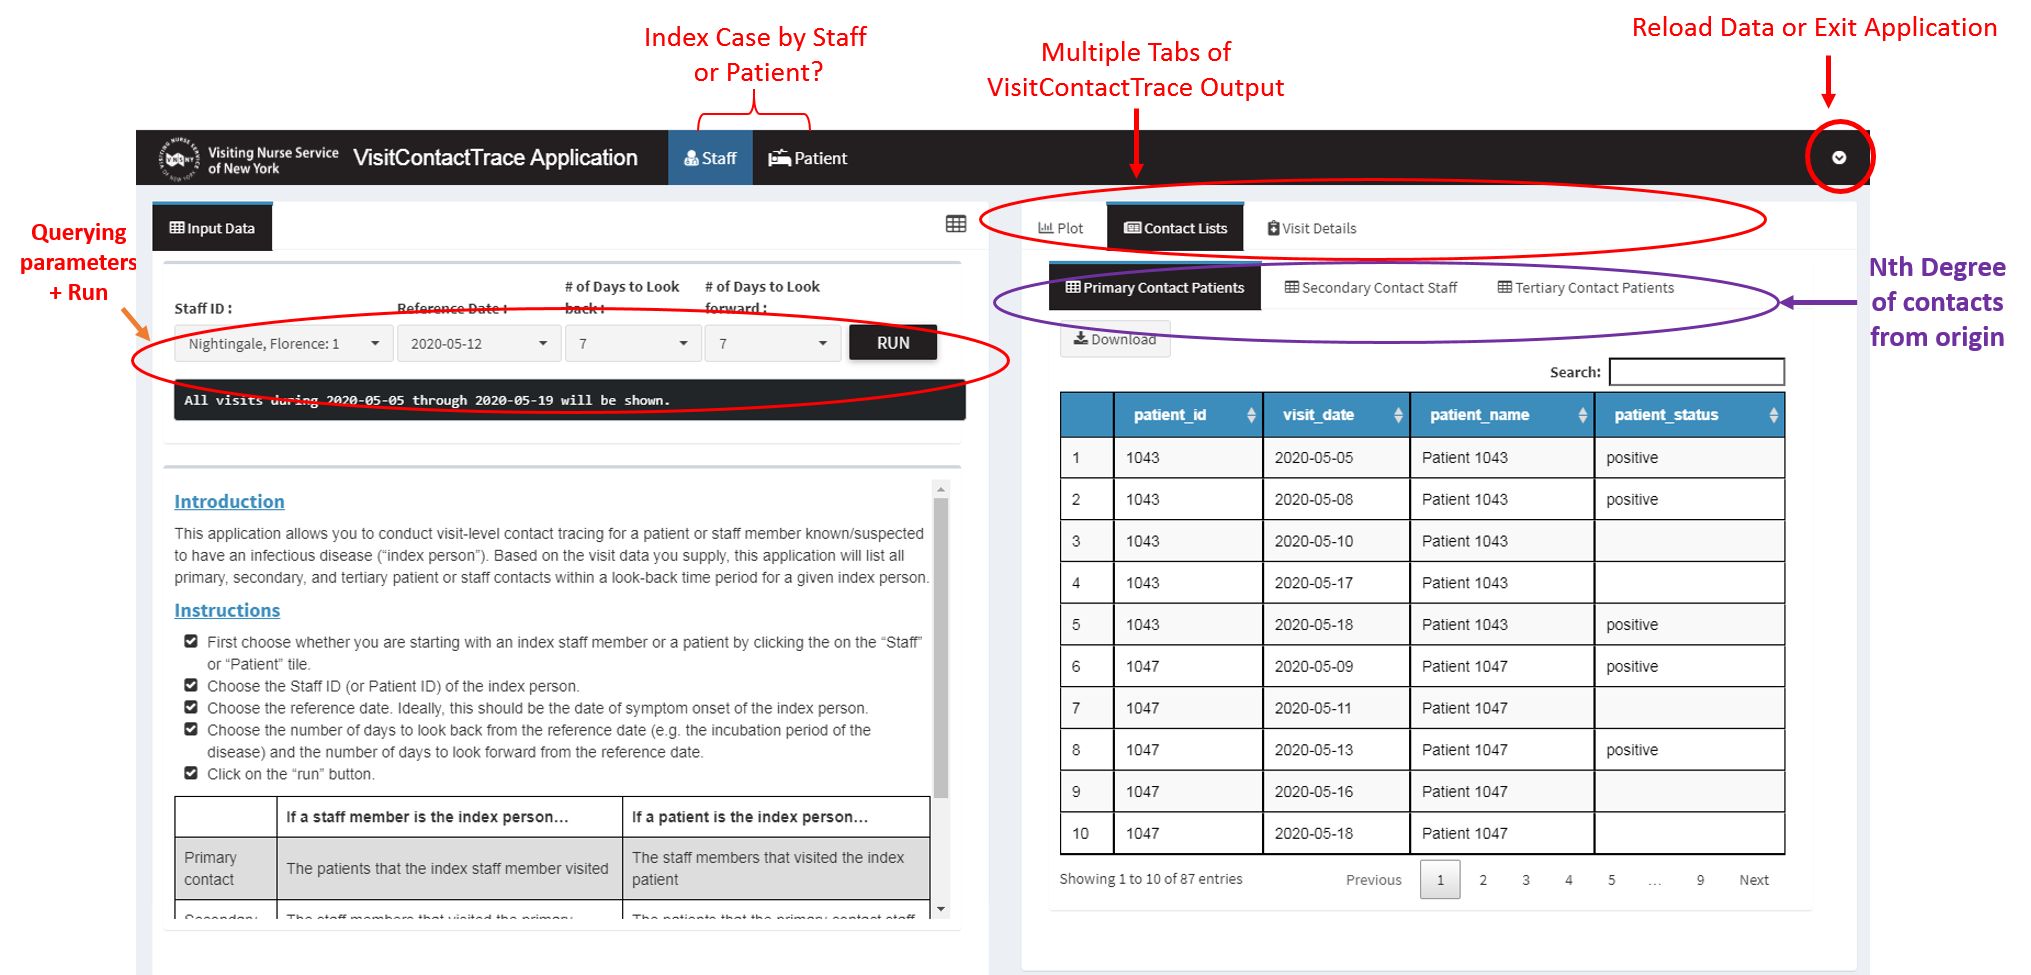 Index Case by Staff
or Patient?
Multiple Tabs of
VisitContactTrace Output
Reload Data or Exit Application
Visiting Nurse Service
of New York
VisitContactTrace Application
Staff
Patient
Querying
parameters
+ Run
Input Data
Staff ID :
Reference Date :
# of Days to Look
back :
# of Days to Look
forward :
Nightingale, Florence: 1
2020-05-12
7
7
RUN
All visits during 2020-05-05 through 2020-05-19 will be shown.
Introduction
This application allows you to conduct visit-level contact tracing for a patient or staff member known/suspected
to have an infectious disease (“index person”). Based on the visit data you supply, this application will list all
primary, secondary, and tertiary patient or staff contacts within a look-back time period for a given index person.
Instructions
First choose whether you are starting with an index staff member or a patient by clicking the on the “Staff”
or “Patient” tile.
Choose the Staff ID (or Patient ID) of the index person.
Choose the reference date. Ideally, this should be the date of symptom onset of the index person.
Choose the number of days to look back from the reference date (e.g. the incubation period of the
disease) and the number of days to look forward from the reference date.
Click on the “run” button.
If a staff member is the index person…
If a patient is the index person…
Primary
contact
The patients that the index staff member visited
The staff members that visited the index
patient
Secondary
The staff members that visited the primary
The patients that the primary contact staff
Plot
Contact Lists
Visit Details
Primary Contact Patients
Secondary Contact Staff
Tertiary Contact Patients
Nth Degree
of contacts
from origin
Download
Search:
patient_id visit_date patient_name patient_status
1 1043 2020-05-05 Patient 1043 positive
2 1043 2020-05-08 Patient 1043 positive
3 1043 2020-05-10 Patient 1043
4 1043 2020-05-17 Patient 1043
5 1043 2020-05-18 Patient 1043 positive
6 1047 2020-05-09 Patient 1047 positive
7 1047 2020-05-11 Patient 1047
8 1047 2020-05-13 Patient 1047 positive
9 1047 2020-05-16 Patient 1047
10 1047 2020-05-18 Patient 1047
Showing 1 to 10 of 87 entries
Previous 1 2 3 4 5 … 9 Next